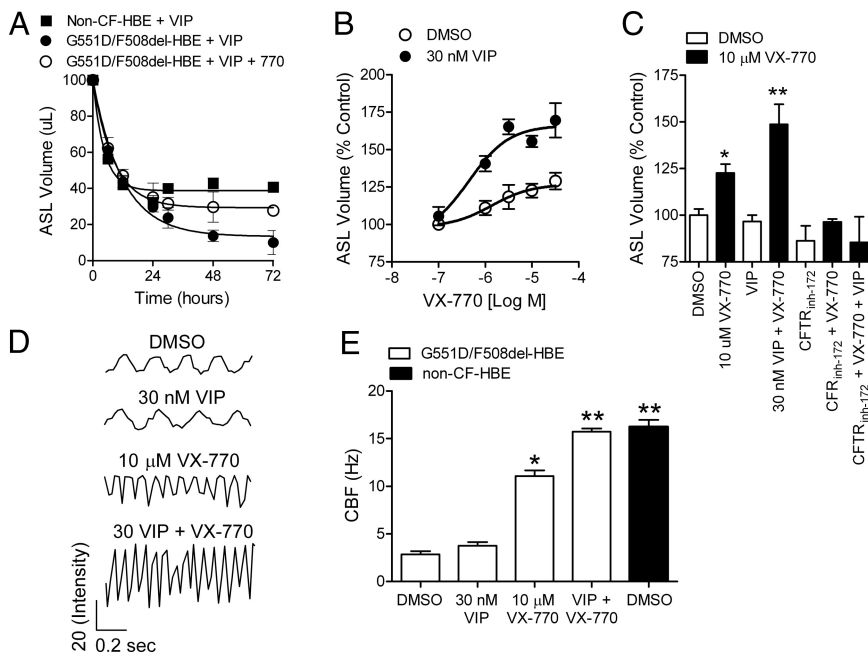 A
Non-CF-HBE + VIP
G551D/F508del-HBE + VIP
G551D/F508del-HBE + VIP + 770
ASL Volume (uL)
100
80
60
40
20
0
0 24 48 72
Time (hours)
B
DMSO
30 nM VIP
ASL Volume (% Control)
200
175
150
125
100
75
-8 -7 -6 -5 -4
VX-770 [Log M]
C
DMSO
10 μM VX-770
ASL Volume (% Control)
175
150
125
100
75
*
**
DMSO
10 uM VX-770
VIP
30 nM VIP + VX-770
CFTRinh-172
CFRinh-172 + VX-770
CFTRinh-172 + VX-770 + VIP
D
DMSO
30 nM VIP
10 μM VX-770
30 VIP + VX-770
20 (Intensity)
0.2 sec
E
G551D/F508del-HBE
non-CF-HBE
CBF (Hz)
20
15
10
5
0
*
**
**
DMSO
30 nM VIP
10 μM VX-770
VIP + VX-770
DMSO